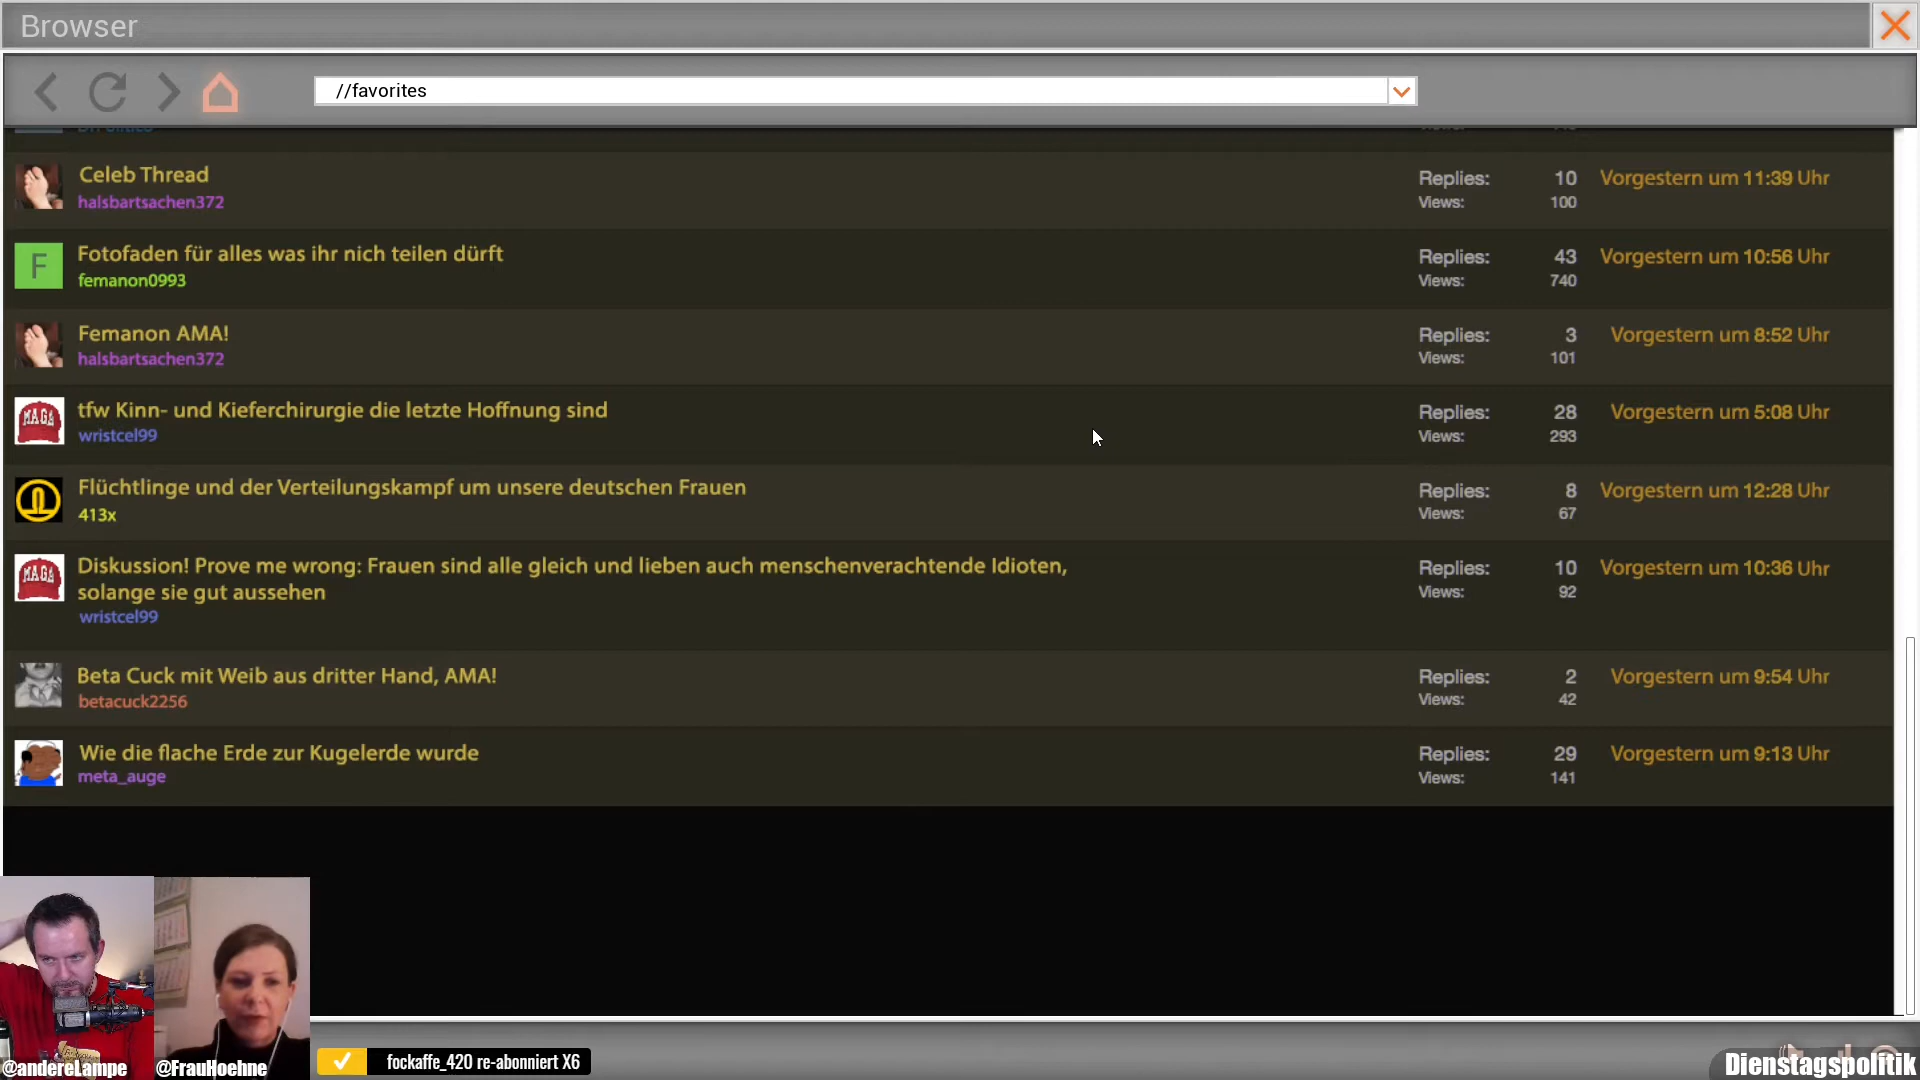 Browser
//favorites
Celeb Thread
halsbartsachen372
Replies: 10
Views: 100
Vorgestern um 11:39 Uhr
F
Fotofaden für alles was ihr nich teilen dürft
femanon0993
Replies: 43
Views: 740
Vorgestern um 10:56 Uhr
Femanon AMA!
halsbartsachen372
Replies: 3
Views: 101
Vorgestern um 8:52 Uhr
MAGA
tfw Kinn- und Kieferchirurgie die letzte Hoffnung sind
wristcel99
Replies: 28
Views: 293
Vorgestern um 5:08 Uhr
Flüchtlinge und der Verteilungskampf um unsere deutschen Frauen
413x
Replies: 8
Views: 67
Vorgestern um 12:28 Uhr
MAGA
Diskussion! Prove me wrong: Frauen sind alle gleich und lieben auch menschenverachtende Idioten,
solange sie gut aussehen
wristcel99
Replies: 10
Views: 92
Vorgestern um 10:36 Uhr
Beta Cuck mit Weib aus dritter Hand, AMA!
betacuck2256
Replies: 2
Views: 42
Vorgestern um 9:54 Uhr
Wie die flache Erde zur Kugelerde wurde
meta_auge
Replies: 29
Views: 141
Vorgestern um 9:13 Uhr
@andereLampe
@FrauHoehne
fockaffe_420 re-abonniert X6
Dienstagspolitik